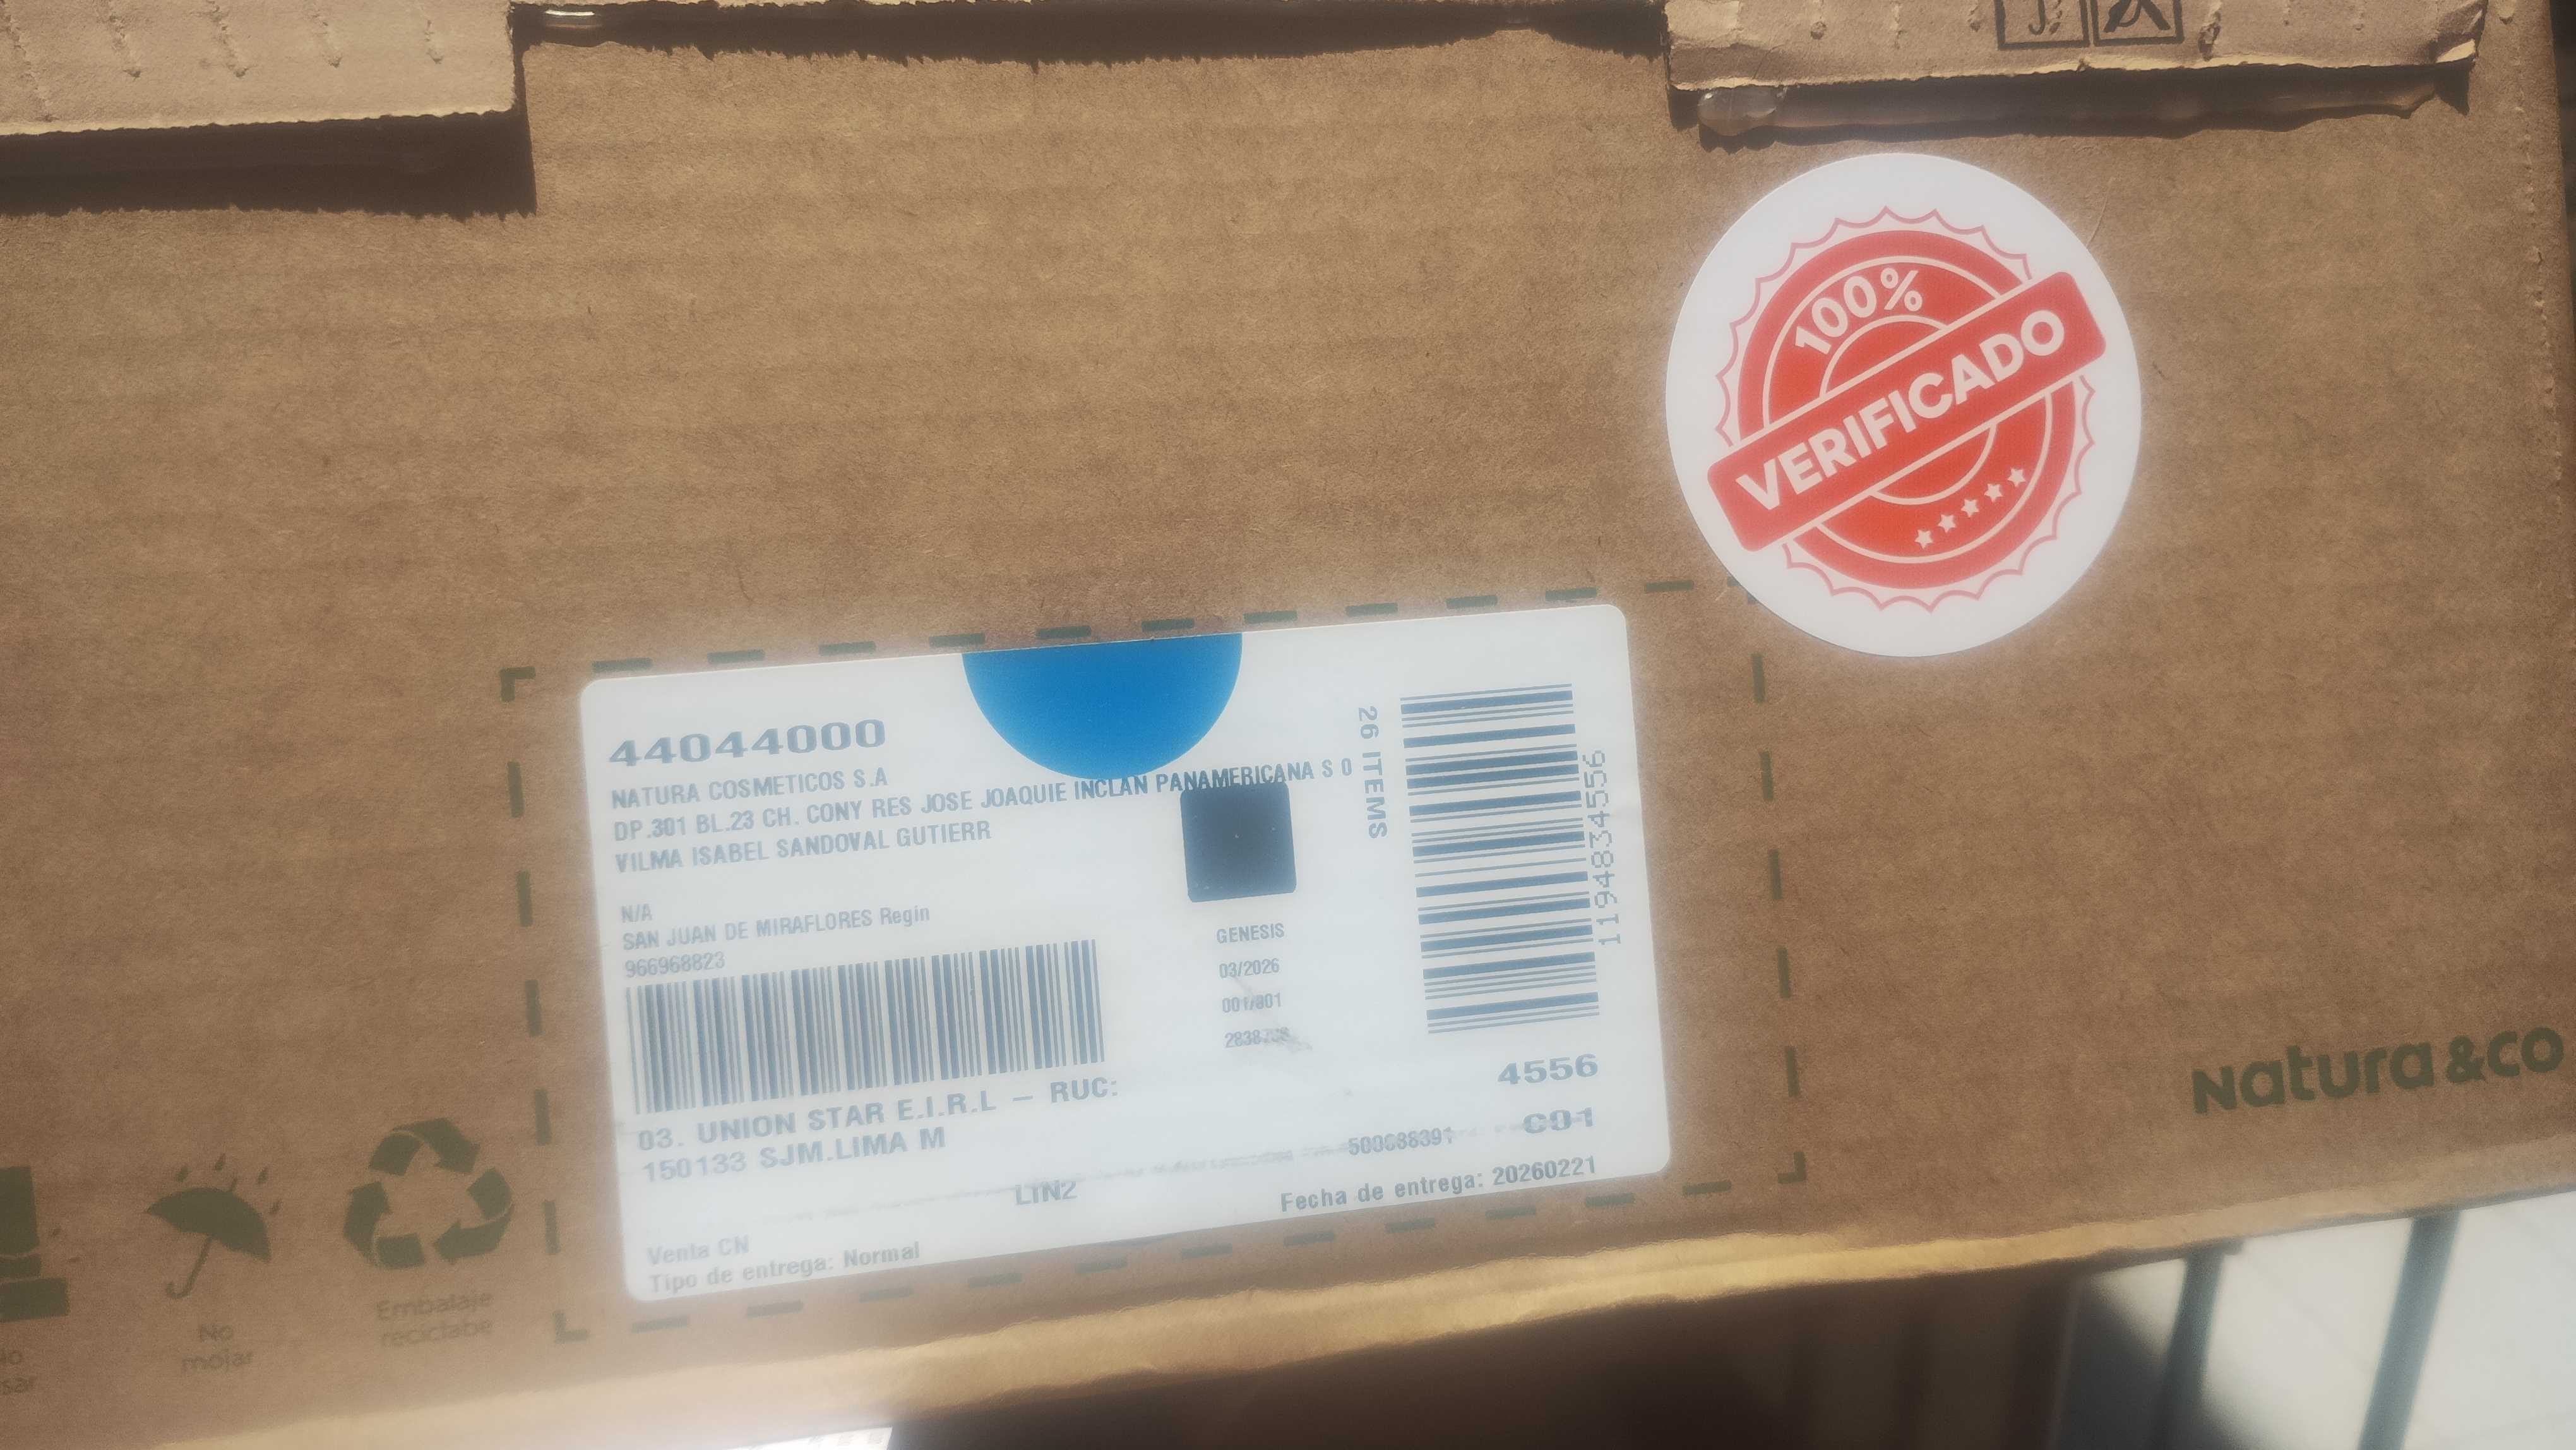 100%
VERIFICADO
44044000
NATURA COSMETICOS S.A
DP.301 BL.23 CH. CONY RES JOSE JOAQUIE INCLAN PANAMERICANA S 0
VILMA ISABEL SANDOVAL GUTIERR
N/A
SAN JUAN DE MIRAFLORES Regin
966968823
26 ITEMS
1194834556
GENESIS
03/2026
001/001
4556
C01
03. UNION STAR E.I.R.L – RUC:
150133 SJM.LIMA M
LIN2
Fecha de entrega: 20260221
Venta CN
Tipo de entrega: Normal
Natura &CO
No
mojar
Embalaje
reciclabe